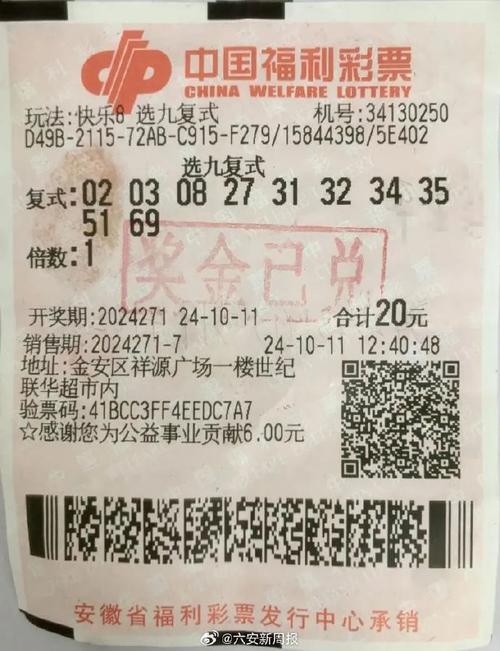 中国福利彩票
CHINA WELFARE LOTTERY
玩法:快乐8 选九复式 机号:34130250
D49B-2115-72AB-C915-F279/15844398/5E402
选九复式
复式: 02 03 08 27 31 32 34 35
51 69
倍数: 1
奖金已兑
开奖期:2024271 24-10-11 合计20元
销售期:2024271-7 24-10-11 12:40:48
地址:金安区祥源广场一楼世纪
联华超市内
验票码:41BCC3FF4EEDC7A7
☆感谢您为公益事业贡献6.00元
安徽省福利彩票发行中心承销
@六安新周报